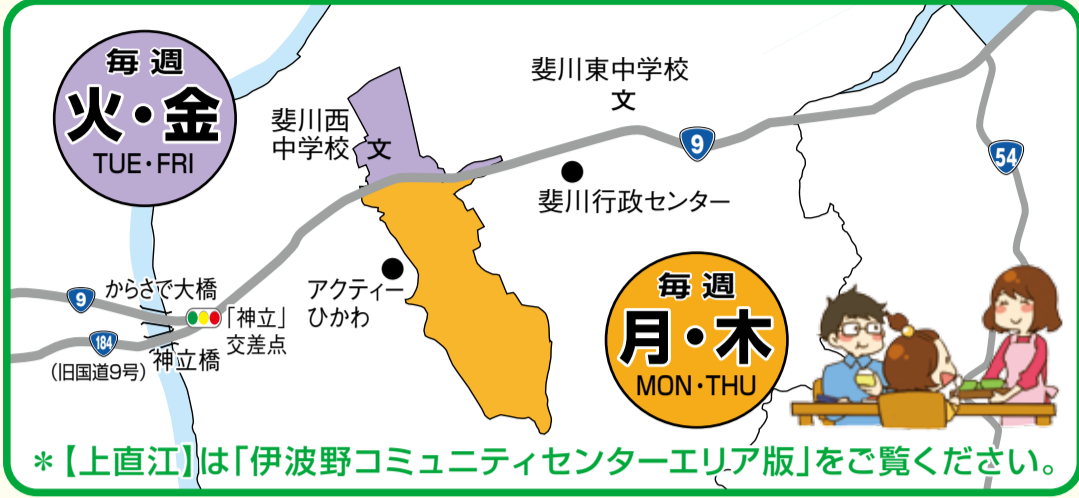 毎週
火・金
TUE・FRI
斐川西
中学校
文
斐川東中学校
文
9
54
斐川行政センター
9
からさで大橋
「神立」
交差点
184
(旧国道9号)
神立橋
アクティー
ひかわ
毎週
月・木
MON・THU
＊【上直江】は「伊波野コミュニティセンターエリア版」をご覧ください。